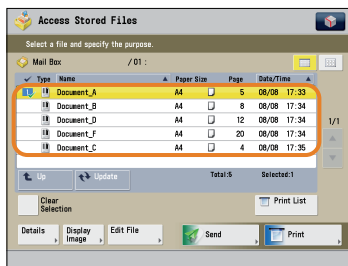 Access Stored Files
Select a file and specify the purpose.
Mail Box /01 :
✓ Type Name ▲ Paper Size Page Date/Time ▲
1 Document_A A4 5 08/08 17:33
Document_B A4 8 08/08 17:34
Document_D A4 12 08/08 17:34
Document_F A4 20 08/08 17:34
Document_C A4 4 08/08 17:35
1/1
Up Update Total:5 Selected:1
Clear Selection Print List
Details Display Image Edit File Send Print